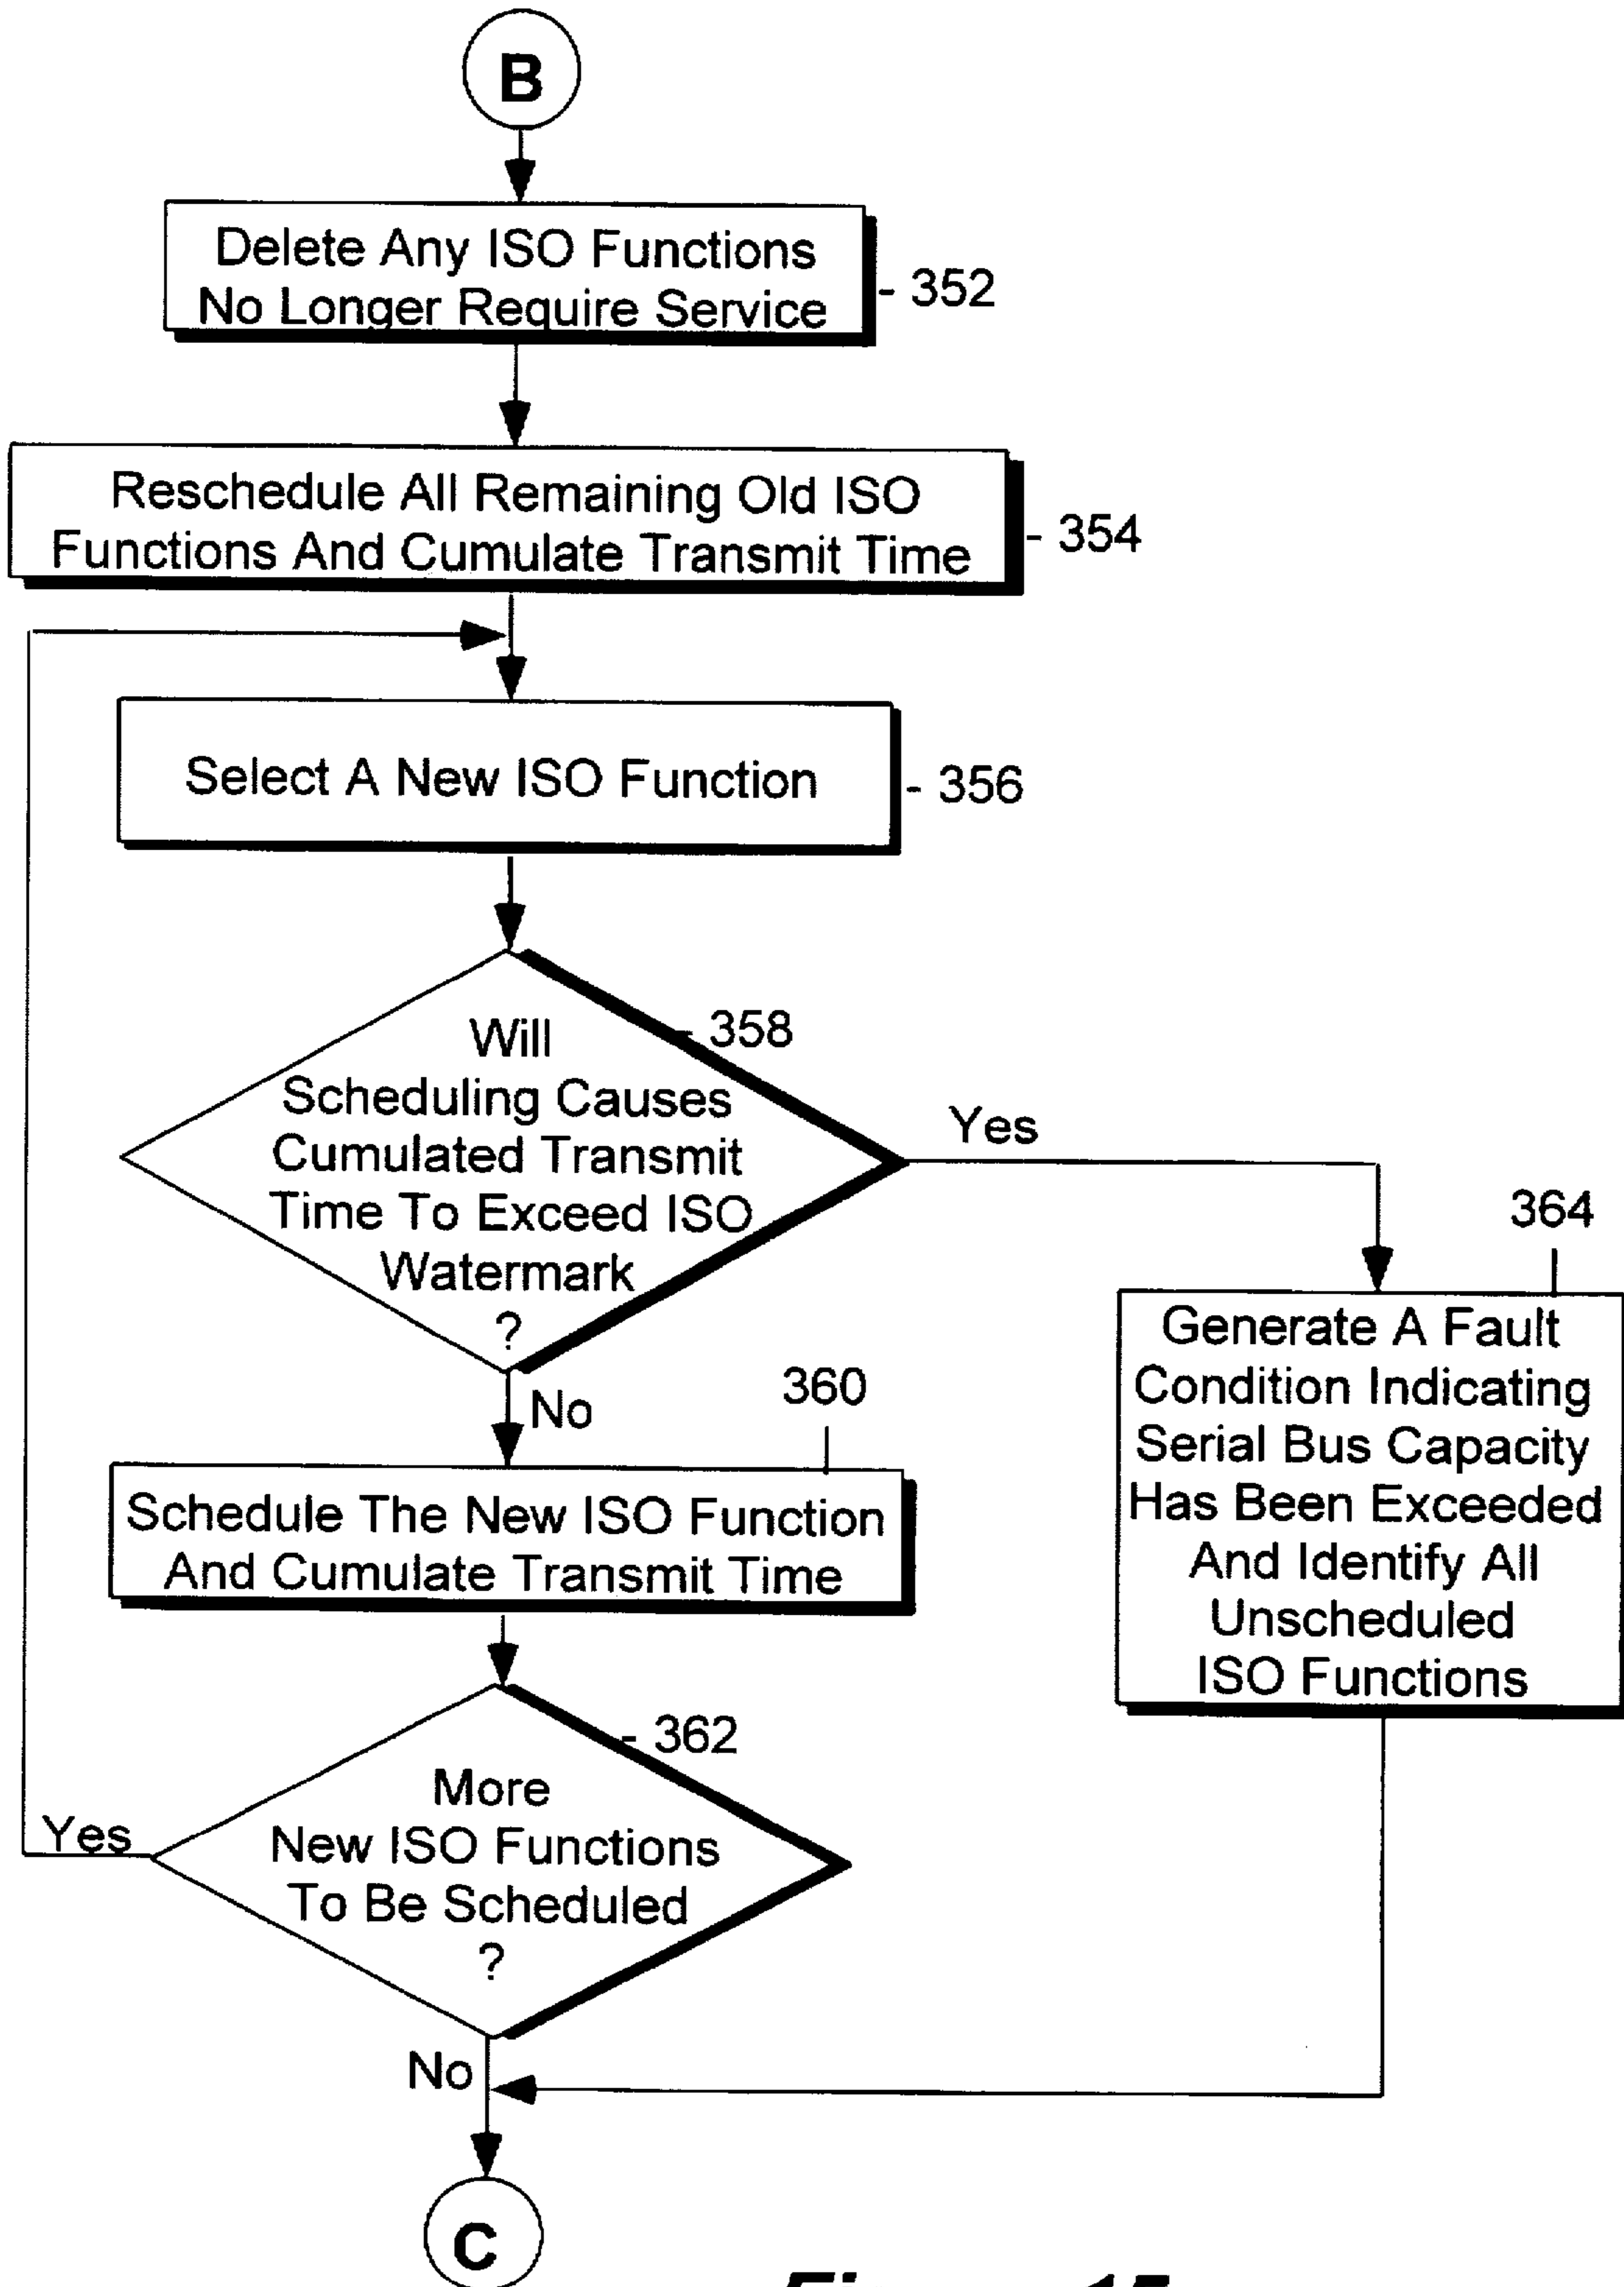 B
Delete Any ISO Functions
No Longer Require Service
- 352
Reschedule All Remaining Old ISO
Functions And Cumulate Transmit Time
- 354
Select A New ISO Function
- 356
- 358
Will
Scheduling Causes
Cumulated Transmit
Time To Exceed ISO
Watermark
?
Yes
No
364
Generate A Fault
Condition Indicating
Serial Bus Capacity
Has Been Exceeded
And Identify All
Unscheduled
ISO Functions
360
Schedule The New ISO Function
And Cumulate Transmit Time
- 362
More
New ISO Functions
To Be Scheduled
?
Yes
No
C